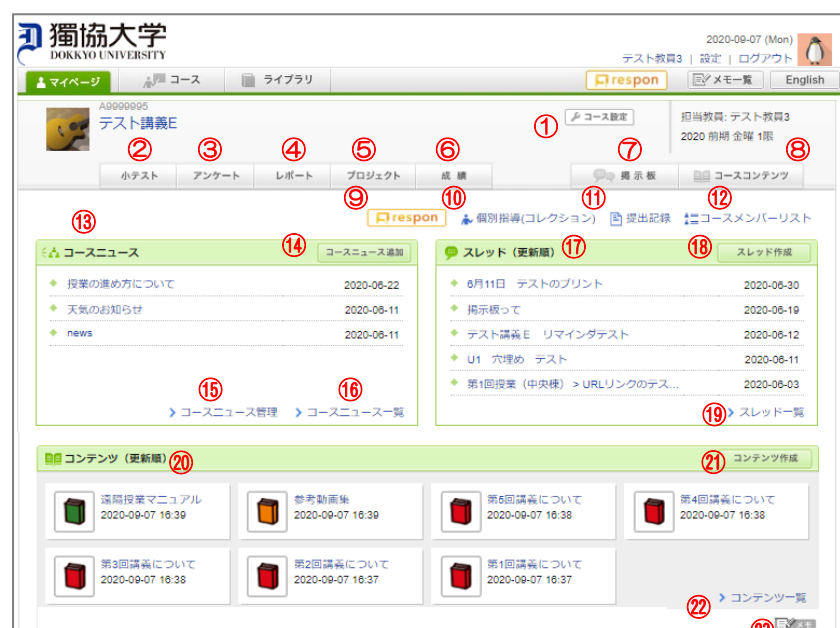 獨協大学
DOKKYO UNIVERSITY
2020-09-07 (Mon)
テスト教員3 | 設定 | ログアウト
マイページ コース ライブラリ respon メモ一覧 English
A9999995
テスト講義E
① コース設定
担当教員: テスト教員3
2020 前期 金曜 1限
② ③ ④ ⑤ ⑥ ⑦ ⑧
小テスト アンケート レポート プロジェクト 成績 掲示板 コースコンテンツ
⑨ ⑩ ⑪ ⑫
respon 個別指導(コレクション) 提出記録 コースメンバーリスト
⑬
コースニュース ⑭ コースニュース追加
授業の進め方について 2020-06-22
天気のお知らせ 2020-06-11
news 2020-06-11
⑮ ⑯
コースニュース管理 コースニュース一覧
スレッド（更新順） ⑰ ⑱ スレッド作成
6月11日 テストのプリント 2020-06-30
掲示板って 2020-06-19
テスト講義E リマインダテスト 2020-06-12
U1 穴埋め テスト 2020-06-11
第1回授業（中央棟）＞URLリンクのテス... 2020-06-03
⑲ スレッド一覧
コンテンツ（更新順） ⑳ ㉑ コンテンツ作成
遠隔授業マニュアル
2020-09-07 16:39
参考動画集
2020-09-07 16:39
第5回講義について
2020-09-07 16:38
第4回講義について
2020-09-07 16:38
第3回講義について
2020-09-07 16:38
第2回講義について
2020-09-07 16:37
第1回講義について
2020-09-07 16:37
㉒ コンテンツ一覧
㉓ メモ